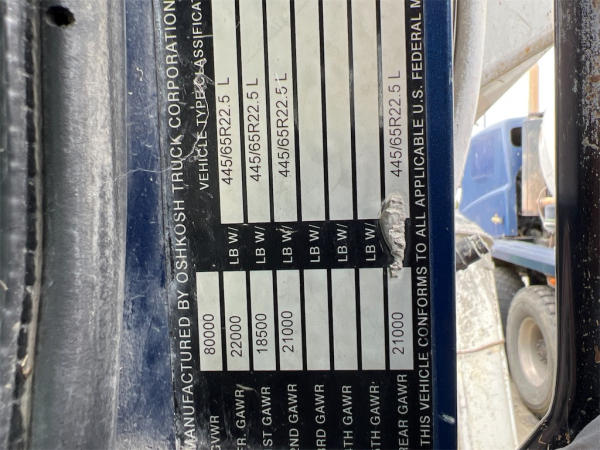 MANUFACTURED BY OSHKOSH TRUCK CORPORATION
VEHICLE TYPE CLASSIFICA
GVWR 80000
FR. GAWR 22000 LB W/ 445/65R22.5 L
ST GAWR 18500 LB W/ 445/65R22.5 L
2ND GAWR 21000 LB W/ 445/65R22.5 L
3RD GAWR LB W/
4TH GAWR LB W/
5TH GAWR LB W/
REAR GAWR 21000 445/65R22.5 L
THIS VEHICLE CONFORMS TO ALL APPLICABLE U.S. FEDERAL M